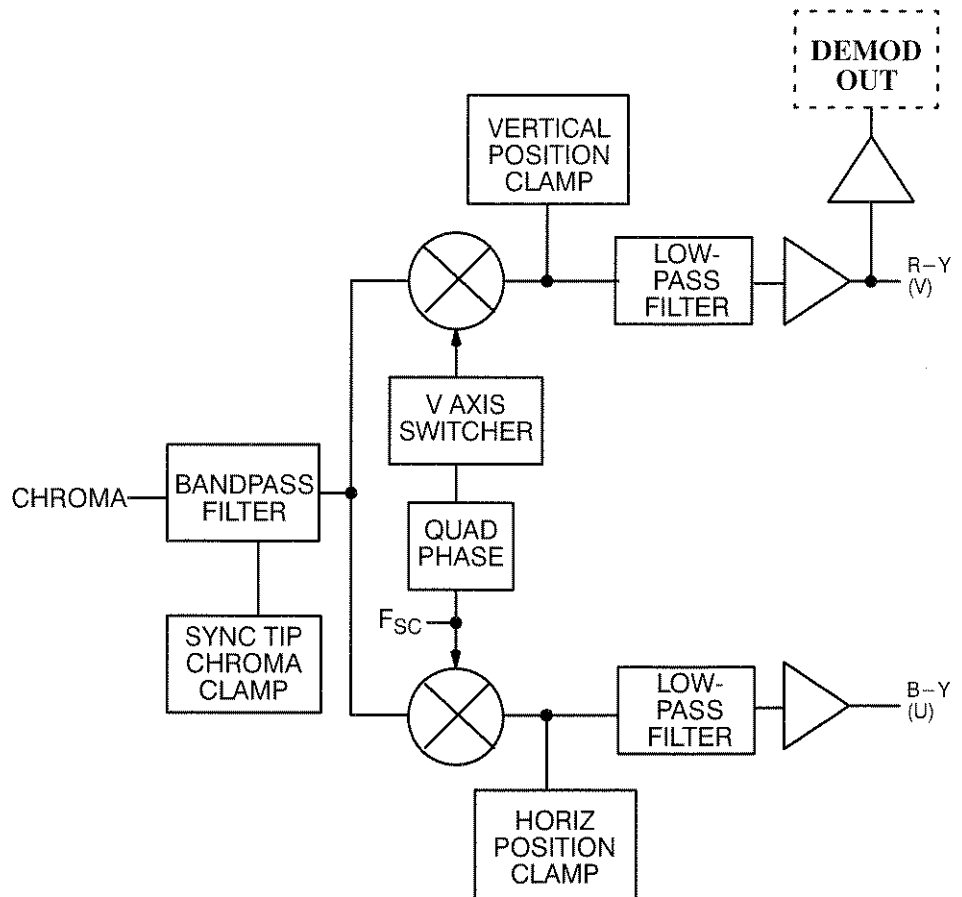 DEMOD
OUT
VERTICAL
POSITION
CLAMP
LOW-
PASS
FILTER
R-Y
(V)
V AXIS
SWITCHER
CHROMA
BANDPASS
FILTER
QUAD
PHASE
FSC
SYNC TIP
CHROMA
CLAMP
LOW-
PASS
FILTER
B-Y
(U)
HORIZ
POSITION
CLAMP